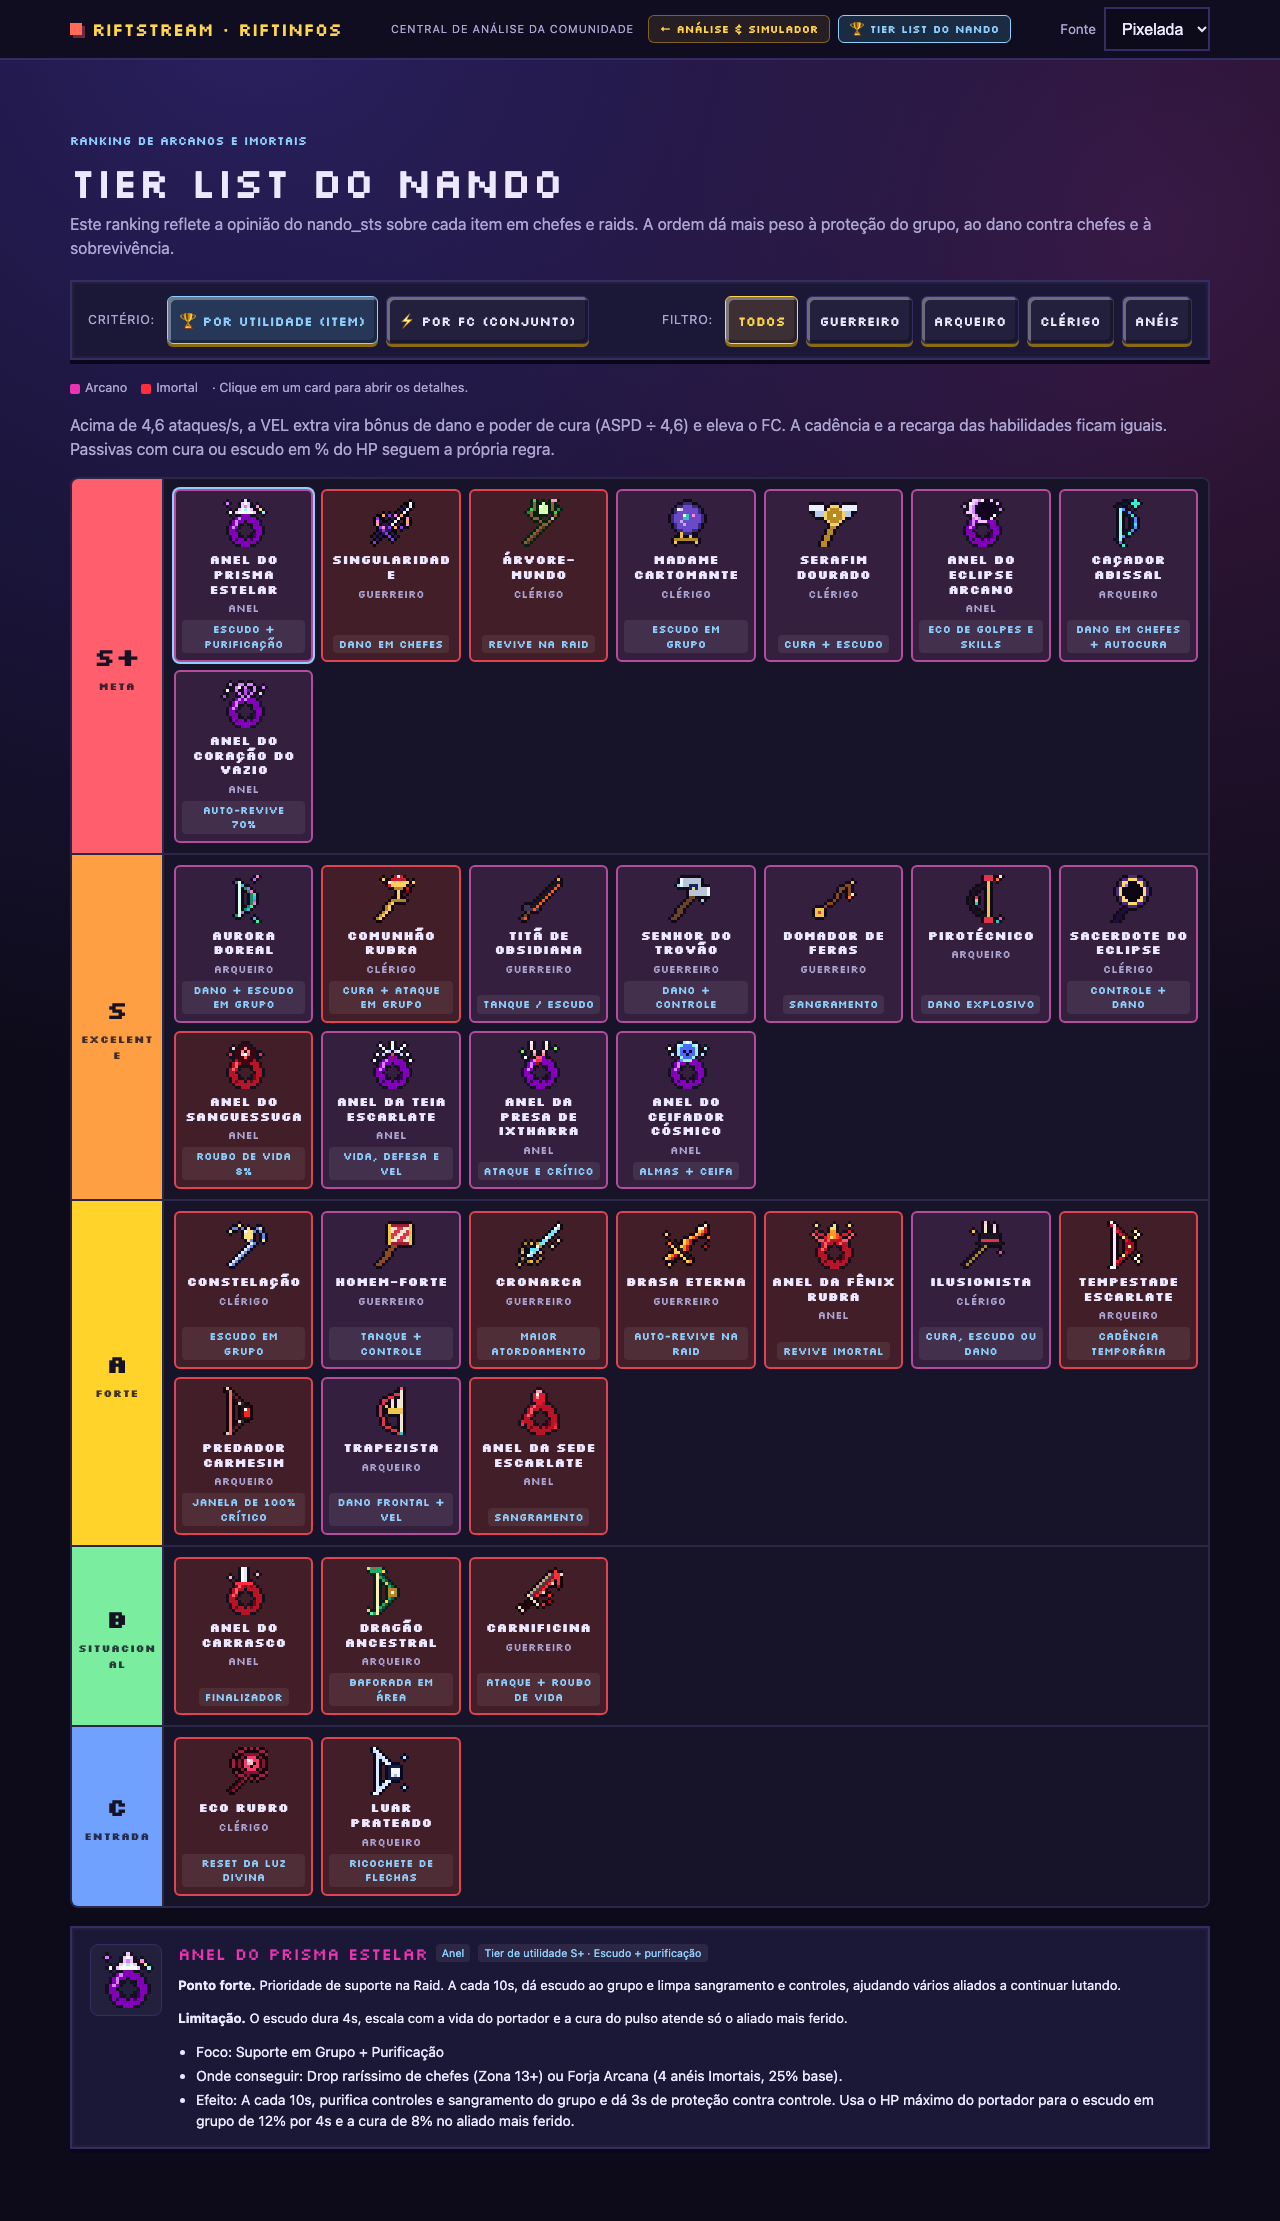 RIFTSTREAM · RIFTINFOS
CENTRAL DE ANÁLISE DA COMUNIDADE
← ANÁLISE & SIMULADOR
🏆 TIER LIST DO NANDO
Fonte
Pixelada
RANKING DE ARCANOS E IMORTAIS
TIER LIST DO NANDO
Este ranking reflete a opinião do nando_sts sobre cada item em chefes e raids. A ordem dá mais peso à proteção do grupo, ao dano contra chefes e à
sobrevivência.
CRITÉRIO:
🏆 POR UTILIDADE (ITEM)
⚡ POR FC (CONJUNTO)
FILTRO:
TODOS
GUERREIRO
ARQUEIRO
CLÉRIGO
ANÉIS
Arcano
Imortal
· Clique em um card para abrir os detalhes.
Acima de 4,6 ataques/s, a VEL extra vira bônus de dano e poder de cura (ASPD ÷ 4,6) e eleva o FC. A cadência e a recarga das habilidades ficam iguais.
Passivas com cura ou escudo em % do HP seguem a própria regra.
S+
META
ANEL DO
PRISMA
ESTELAR
ANEL
ESCUDO +
PURIFICAÇÃO
SINGULARIDAD
E
GUERREIRO
DANO EM CHEFES
ÁRVORE-
MUNDO
CLÉRIGO
REVIVE NA RAID
MADAME
CARTOMANTE
CLÉRIGO
ESCUDO EM
GRUPO
SERAFIM
DOURADO
CLÉRIGO
CURA + ESCUDO
ANEL DO
ECLIPSE
ARCANO
ANEL
ECO DE GOLPES E
SKILLS
CAÇADOR
ABISSAL
ARQUEIRO
DANO EM CHEFES
+ AUTOCURA
ANEL DO
CORAÇÃO DO
VAZIO
ANEL
AUTO-REVIVE
70%
S
EXCELENT
E
AURORA
BOREAL
ARQUEIRO
DANO + ESCUDO
EM GRUPO
COMUNHÃO
RUBRA
CLÉRIGO
CURA + ATAQUE
EM GRUPO
TITÃ DE
OBSIDIANA
GUERREIRO
TANQUE / ESCUDO
SENHOR DO
TROVÃO
GUERREIRO
DANO +
CONTROLE
DOMADOR DE
FERAS
GUERREIRO
SANGRAMENTO
PIROTÉCNICO
ARQUEIRO
DANO EXPLOSIVO
SACERDOTE DO
ECLIPSE
CLÉRIGO
CONTROLE +
DANO
ANEL DO
SANGUESSUGA
ANEL
ROUBO DE VIDA
8%
ANEL DA TEIA
ESCARLATE
ANEL
VIDA, DEFESA E
VEL
ANEL DA
PRESA DE
IXTHARRA
ANEL
ATAQUE E CRÍTICO
ANEL DO
CEIFADOR
CÓSMICO
ANEL
ALMAS + CEIFA
A
FORTE
CONSTELAÇÃO
CLÉRIGO
ESCUDO EM
GRUPO
HOMEM-FORTE
GUERREIRO
TANQUE +
CONTROLE
CRONARCA
GUERREIRO
MAIOR
ATORDOAMENTO
BRASA ETERNA
GUERREIRO
AUTO-REVIVE NA
RAID
ANEL DA FÊNIX
RUBRA
ANEL
REVIVE IMORTAL
ILUSIONISTA
CLÉRIGO
CURA, ESCUDO OU
DANO
TEMPESTADE
ESCARLATE
ARQUEIRO
CADÊNCIA
TEMPORÁRIA
PREDADOR
CARMESIM
ARQUEIRO
JANELA DE 100%
CRÍTICO
TRAPEZISTA
ARQUEIRO
DANO FRONTAL +
VEL
ANEL DA SEDE
ESCARLATE
ANEL
SANGRAMENTO
B
SITUACION
AL
ANEL DO
CARRASCO
ANEL
FINALIZADOR
DRAGÃO
ANCESTRAL
ARQUEIRO
BAFORADA EM
ÁREA
CARNIFICINA
GUERREIRO
ATAQUE + ROUBO
DE VIDA
C
ENTRADA
ECO RUBRO
CLÉRIGO
RESET DA LUZ
DIVINA
LUAR
PRATEADO
ARQUEIRO
RICOCHETE DE
FLECHAS
ANEL DO PRISMA ESTELAR
Anel
Tier de utilidade S+ · Escudo + purificação
Ponto forte. Prioridade de suporte na Raid. A cada 10s, dá escudo ao grupo e limpa sangramento e controles, ajudando vários aliados a continuar lutando.
Limitação. O escudo dura 4s, escala com a vida do portador e a cura do pulso atende só o aliado mais ferido.
• Foco: Suporte em Grupo + Purificação
• Onde conseguir: Drop raríssimo de chefes (Zona 13+) ou Forja Arcana (4 anéis Imortais, 25% base).
• Efeito: A cada 10s, purifica controles e sangramento do grupo e dá 3s de proteção contra controle. Usa o HP máximo do portador para o escudo em
grupo de 12% por 4s e a cura de 8% no aliado mais ferido.